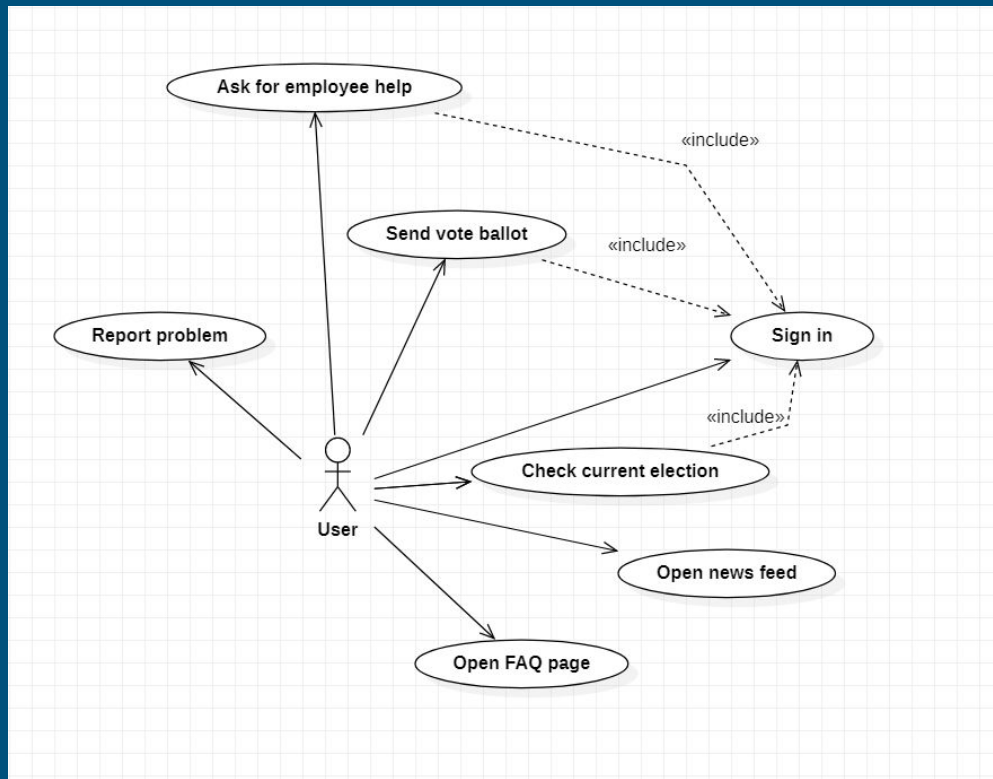 Ask for employee help
«include»
Send vote ballot
«include»
Report problem
Sign in
«include»
Check current election
User
Open news feed
Open FAQ page